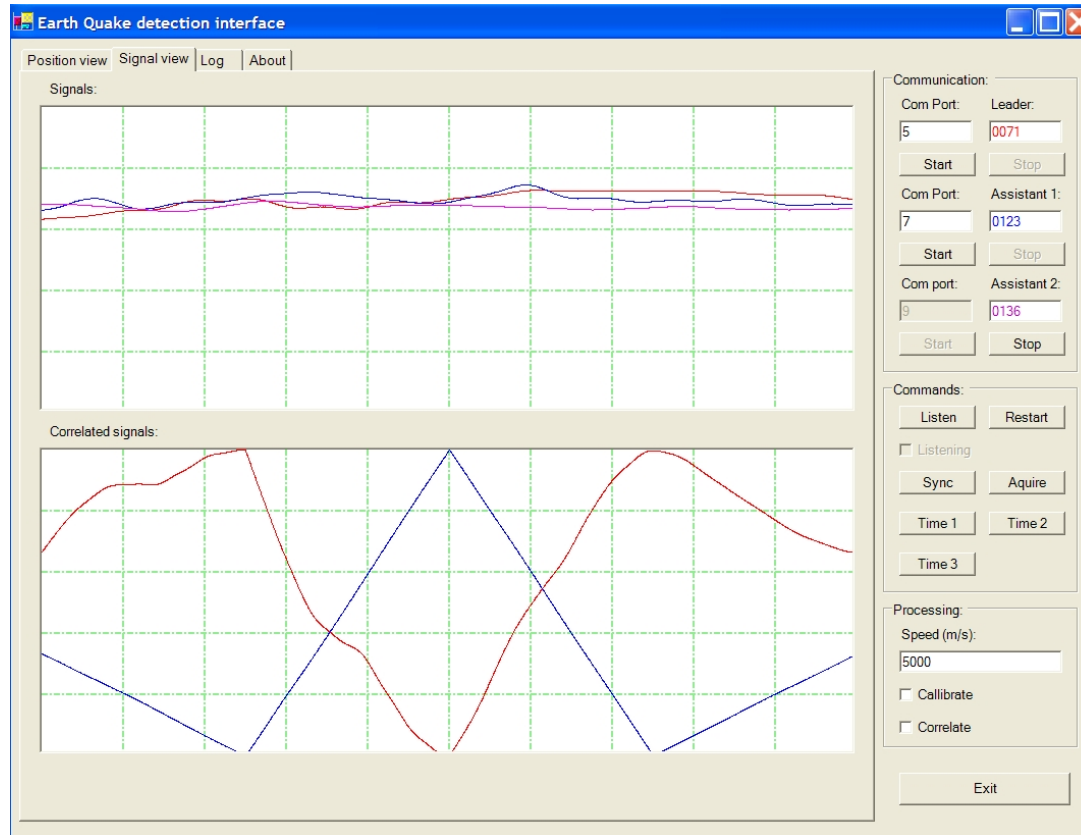 Earth Quake detection interface
Position view Signal view Log About
Signals:
Correlated signals:
Communication:
Com Port: Leader:
5 0071
Start Stop
Com Port: Assistant 1:
7 0123
Start Stop
Com port: Assistant 2:
9 0136
Start Stop
Commands:
Listen Restart
Listening
Sync Aquire
Time 1 Time 2
Time 3
Processing:
Speed (m/s):
5000
Callibrate
Correlate
Exit